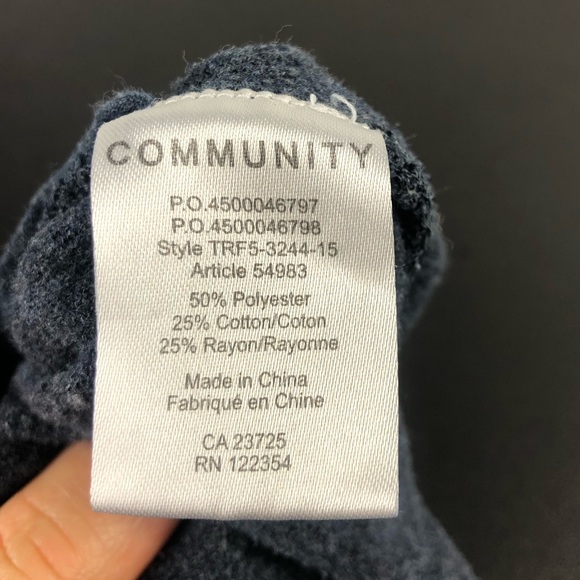 COMMUNITY
P.O.4500046797
P.O.4500046798
Style TRF5-3244-15
Article 54983
50% Polyester
25% Cotton/Coton
25% Rayon/Rayonne
Made in China
Fabriqué en Chine
CA 23725
RN 122354